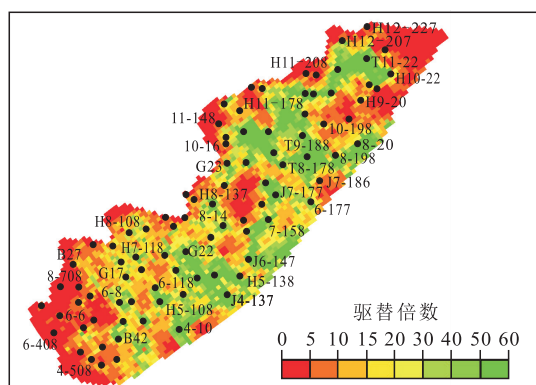 H12-227
H12-207
T11-22
H11-208
H10-22
H11-178
H9-20
11-148
10-198
10-16
T9-188
8-20
G23
T8-178
8-198
J7-186
H8-137
J7-177
6-177
8-14
H8-108
7-158
H7-118
G22
B27
J6-147
G17
8-708
6-118
H5-138
6-8
J4-137
H5-108
6-6
4-10
B42
6-408
4-508
驱替倍数
0 5 10 15 30 50 60